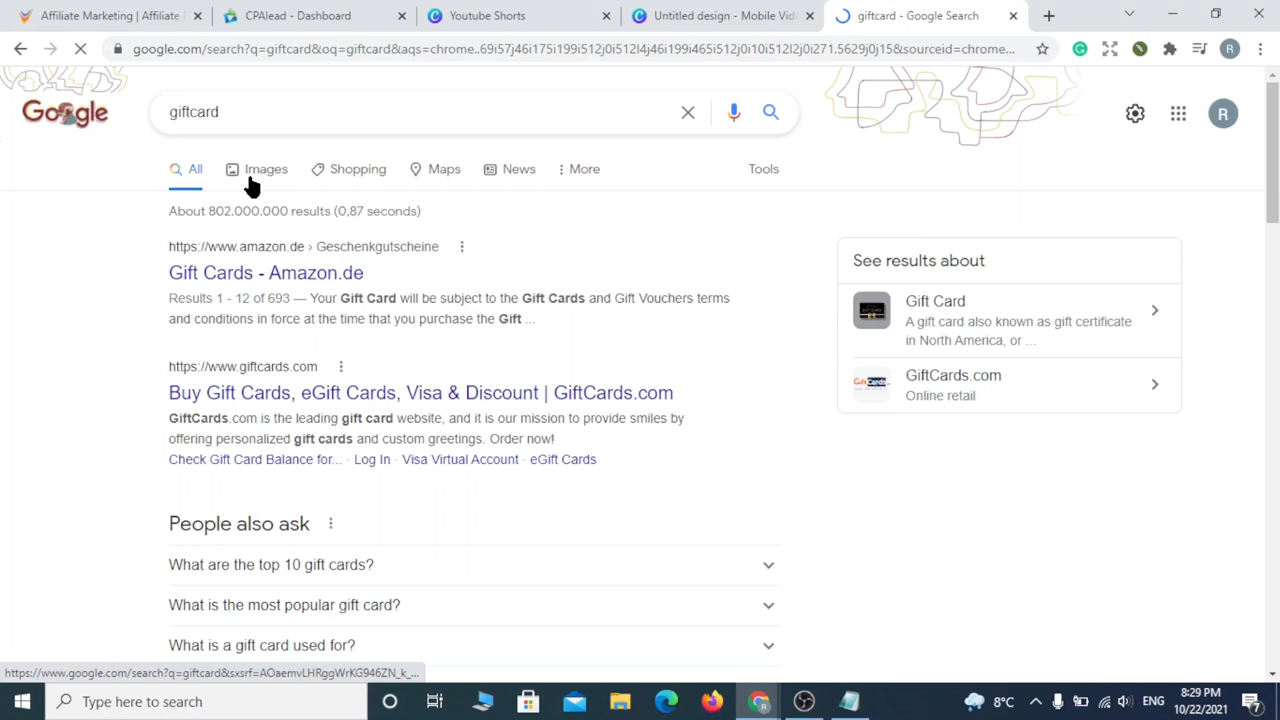 Affiliate Marketing | Affiliate
CPAlead - Dashboard
Youtube Shorts
Untitled design - Mobile Vid
giftcard - Google Search
google.com/search?q=giftcard&oq=giftcard&aqs=chrome..69i57j46i175i199i512j0i512l4j46i199i465i512j0i10i512l2j0i271.5629j0j15&sourceid=chrome...
R
Google
giftcard
R
All
Images
Shopping
Maps
News
More
Tools
About 802.000.000 results (0,87 seconds)
https://www.amazon.de › Geschenkgutscheine
Gift Cards - Amazon.de
Results 1 - 12 of 693 — Your Gift Card will be subject to the Gift Cards and Gift Vouchers terms
and conditions in force at the time that you purchase the Gift ...
https://www.giftcards.com
Buy Gift Cards, eGift Cards, Visa & Discount | GiftCards.com
GiftCards.com is the leading gift card website, and it is our mission to provide smiles by
offering personalized gift cards and custom greetings. Order now!
Check Gift Card Balance for... · Log In · Visa Virtual Account · eGift Cards
People also ask
What are the top 10 gift cards?
What is the most popular gift card?
What is a gift card used for?
See results about
Gift Card
A gift card also known as gift certificate
in North America, or ...
GiftCards.com
Online retail
https://www.google.com/search?q=giftcard&sxsrf=AOaemvLHRggWrKG946ZN_k_...
Type here to search
8°C
ENG
8:29 PM
10/22/2021
7